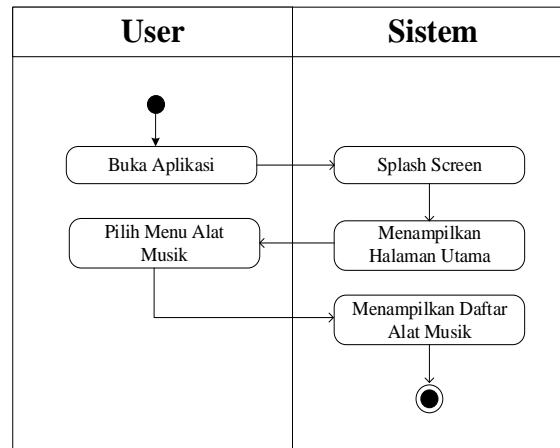 User
Sistem
Buka Aplikasi
Splash Screen
Pilih Menu Alat
Musik
Menampilkan
Halaman Utama
Menampilkan Daftar
Alat Musik